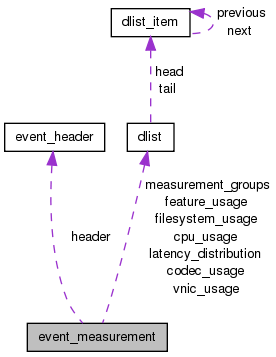 dlist_item
previous
next
head
tail
event_header
dlist
header
measurement_groups
feature_usage
filesystem_usage
cpu_usage
latency_distribution
codec_usage
vnic_usage
event_measurement